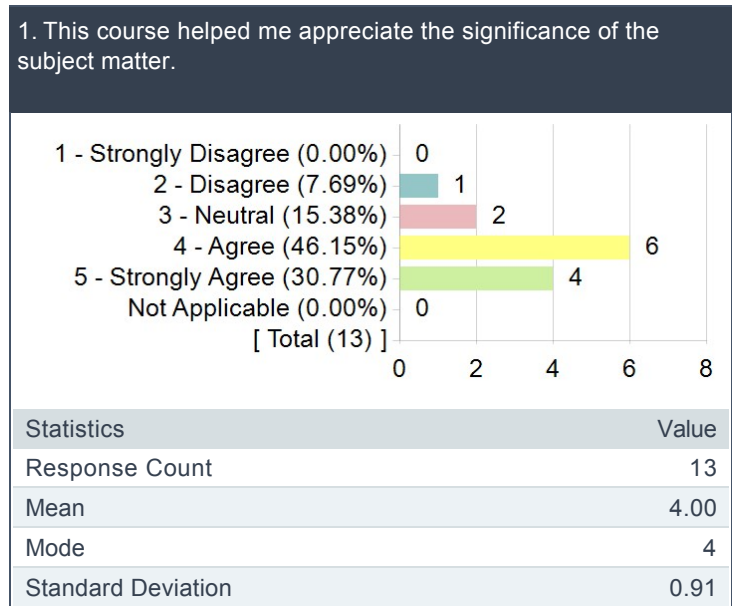 1. This course helped me appreciate the significance of the
subject matter.
1 - Strongly Disagree (0.00%) 0
2 - Disagree (7.69%) 1
3 - Neutral (15.38%) 2
4 - Agree (46.15%) 6
5 - Strongly Agree (30.77%) 4
Not Applicable (0.00%) 0
[ Total (13) ]
0 2 4 6 8
Statistics Value
Response Count 13
Mean 4.00
Mode 4
Standard Deviation 0.91